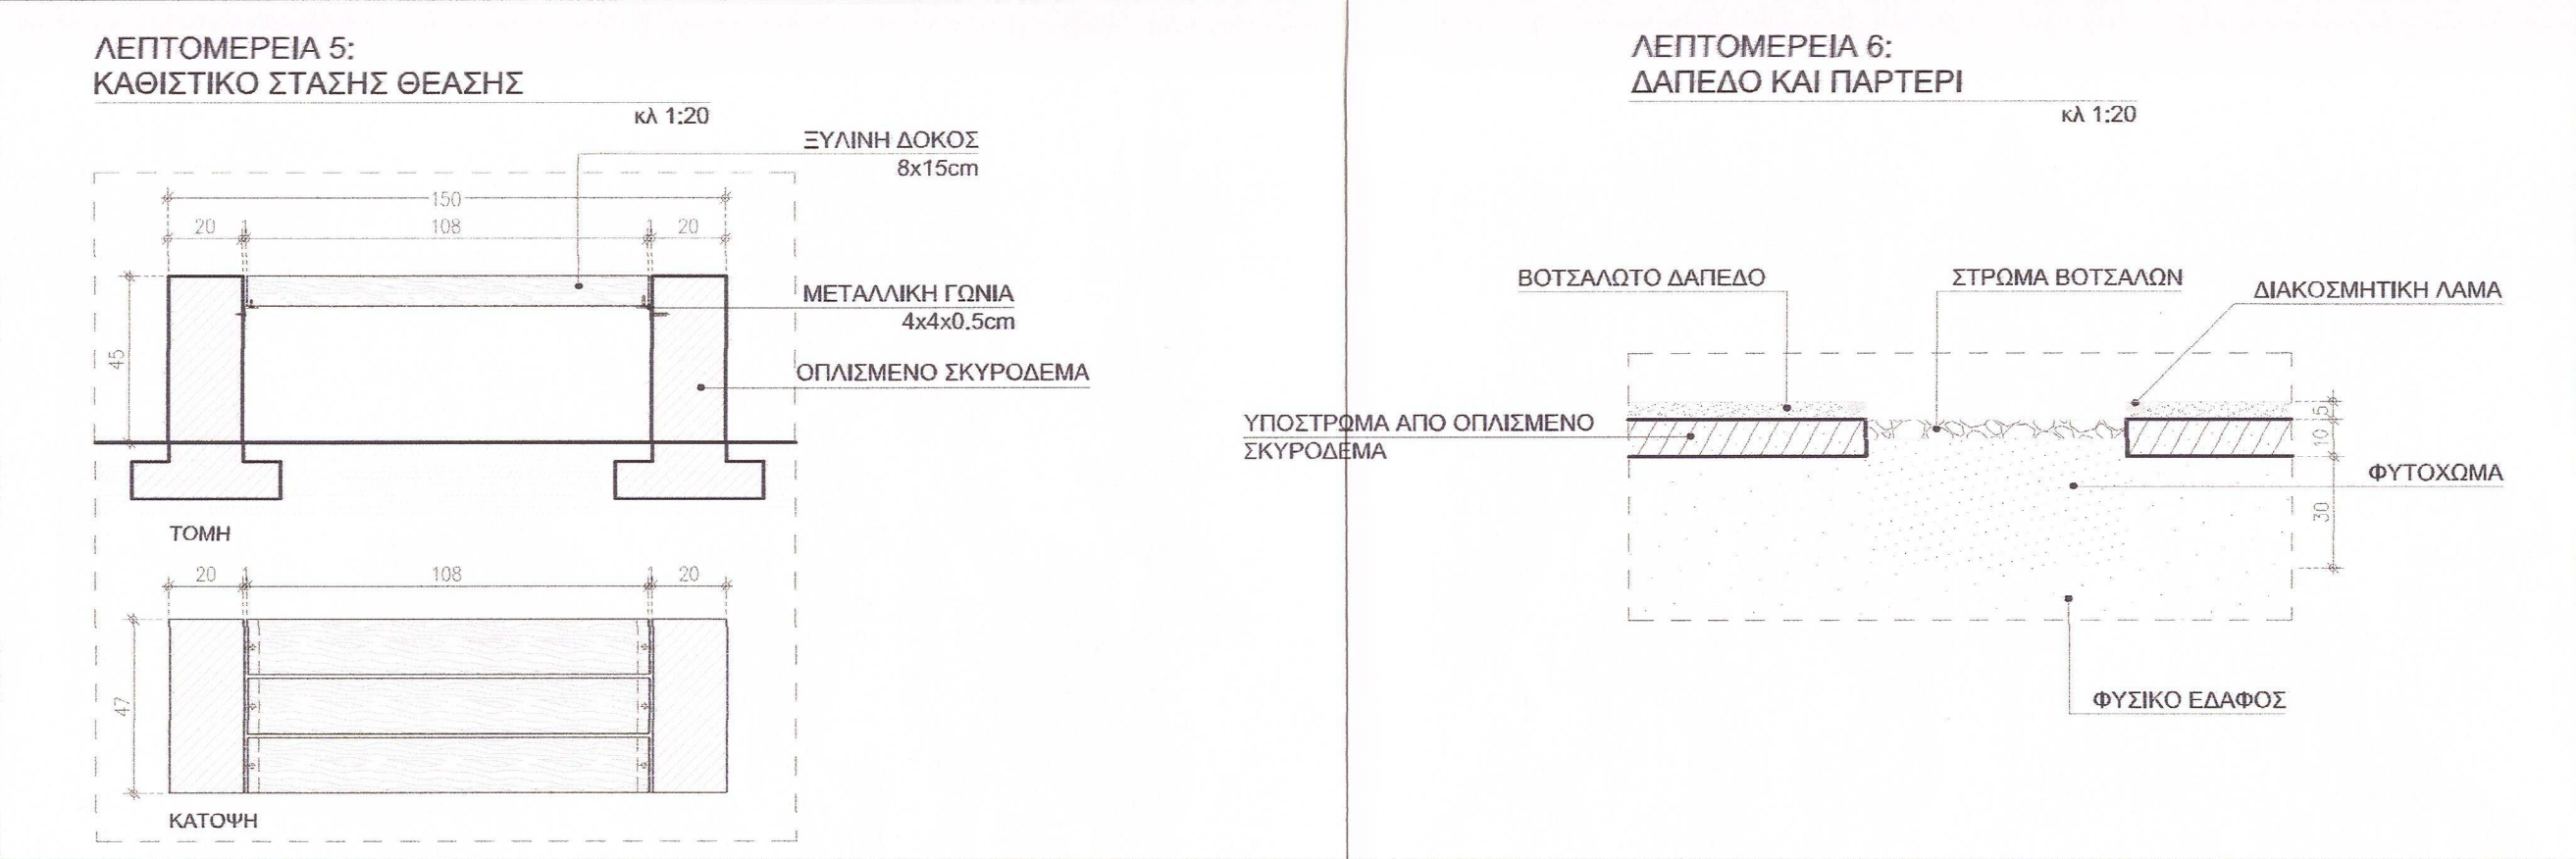 ΛΕΠΤΟΜΕΡΕΙΑ 5:
ΚΑΘΙΣΤΙΚΟ ΣΤΑΣΗΣ ΘΕΑΣΗΣ
κλ 1:20
ΞΥΛΙΝΗ ΔΟΚΟΣ
8x15cm
150
20 1 108 1 20
ΜΕΤΑΛΛΙΚΗ ΓΩΝΙΑ
4x4x0.5cm
45
ΟΠΛΙΣΜΕΝΟ ΣΚΥΡΟΔΕΜΑ
ΤΟΜΗ
20 1 108 1 20
47
ΚΑΤΟΨΗ
ΛΕΠΤΟΜΕΡΕΙΑ 6:
ΔΑΠΕΔΟ ΚΑΙ ΠΑΡΤΕΡΙ
κλ 1:20
ΒΟΤΣΑΛΩΤΟ ΔΑΠΕΔΟ
ΣΤΡΩΜΑ ΒΟΤΣΑΛΩΝ
ΔΙΑΚΟΣΜΗΤΙΚΗ ΛΑΜΑ
ΥΠΟΣΤΡΩΜΑ ΑΠΟ ΟΠΛΙΣΜΕΝΟ
ΣΚΥΡΟΔΕΜΑ
5
10
ΦΥΤΟΧΩΜΑ
30
ΦΥΣΙΚΟ ΕΔΑΦΟΣ